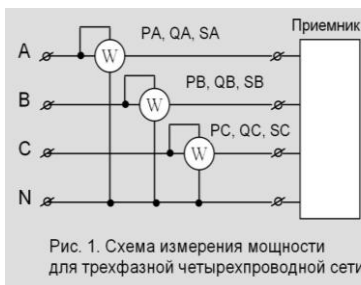 Приемник
A
PA, QA, SA
W
B
PB, QB, SB
W
C
PC, QC, SC
W
N
Рис. 1. Схема измерения мощности
для трехфазной четырехпроводной сети